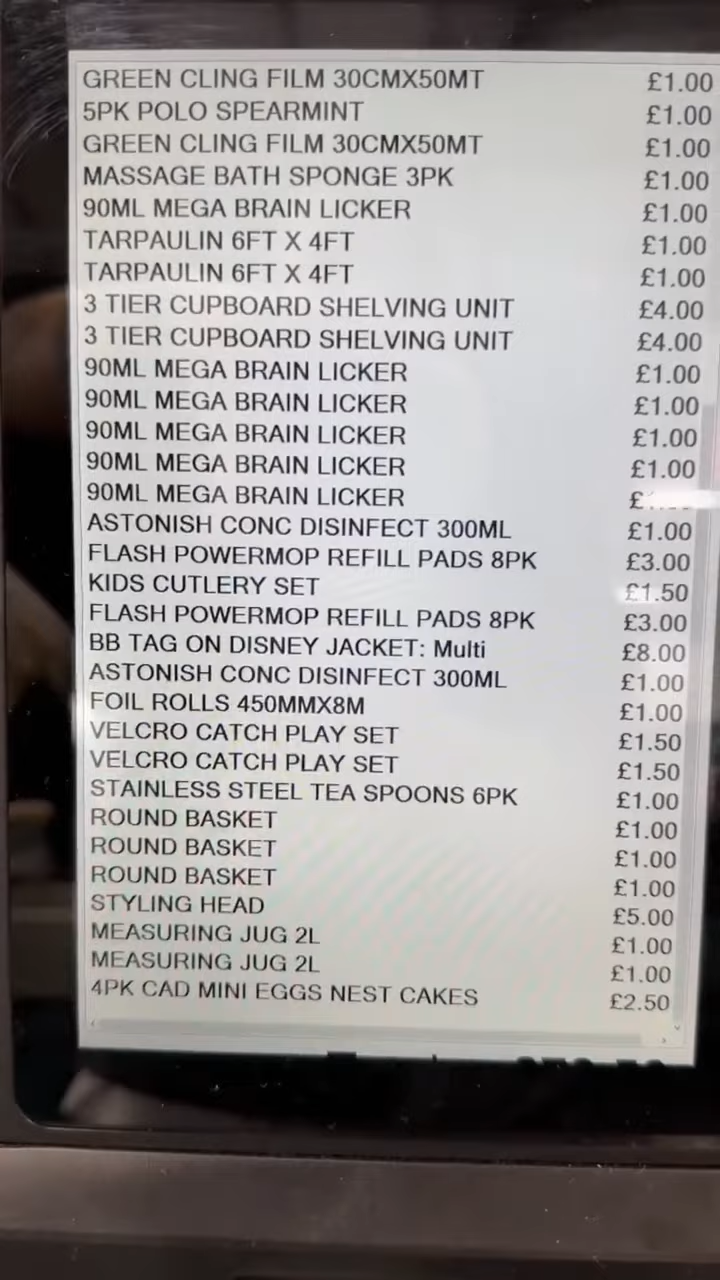 GREEN CLING FILM 30CMX50MT £1.00
5PK POLO SPEARMINT £1.00
GREEN CLING FILM 30CMX50MT £1.00
MASSAGE BATH SPONGE 3PK £1.00
90ML MEGA BRAIN LICKER £1.00
TARPAULIN 6FT X 4FT £1.00
TARPAULIN 6FT X 4FT £1.00
3 TIER CUPBOARD SHELVING UNIT £4.00
3 TIER CUPBOARD SHELVING UNIT £4.00
90ML MEGA BRAIN LICKER £1.00
90ML MEGA BRAIN LICKER £1.00
90ML MEGA BRAIN LICKER £1.00
90ML MEGA BRAIN LICKER £1.00
90ML MEGA BRAIN LICKER
ASTONISH CONC DISINFECT 300ML £1.00
FLASH POWERMOP REFILL PADS 8PK £3.00
KIDS CUTLERY SET £1.50
FLASH POWERMOP REFILL PADS 8PK £3.00
BB TAG ON DISNEY JACKET: Multi £8.00
ASTONISH CONC DISINFECT 300ML £1.00
FOIL ROLLS 450MMX8M £1.00
VELCRO CATCH PLAY SET £1.50
VELCRO CATCH PLAY SET £1.50
STAINLESS STEEL TEA SPOONS 6PK £1.00
ROUND BASKET £1.00
ROUND BASKET £1.00
ROUND BASKET £1.00
STYLING HEAD £5.00
MEASURING JUG 2L £1.00
MEASURING JUG 2L £1.00
4PK CAD MINI EGGS NEST CAKES £2.50